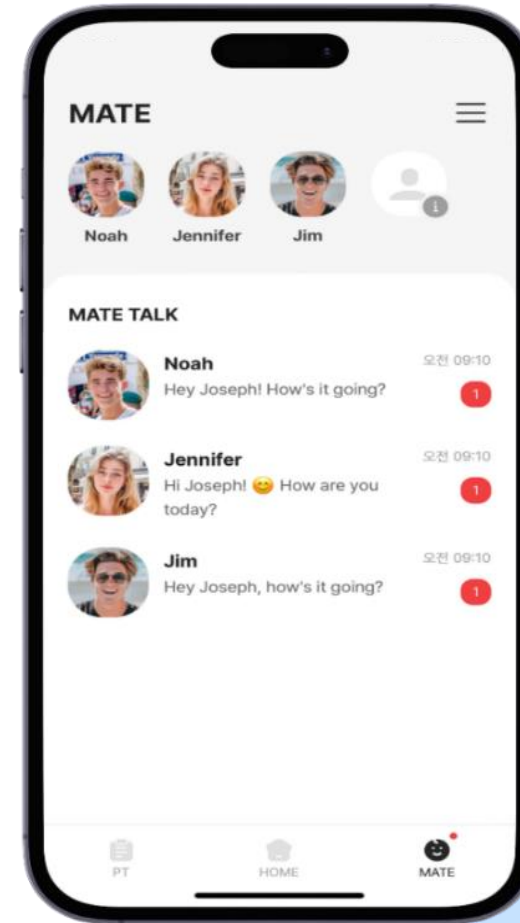 MATE
Noah
Jennifer
Jim
i
MATE TALK
Noah
오전 09:10
Hey Joseph! How's it going?
1
Jennifer
오전 09:10
Hi Joseph! 😊 How are you
today?
1
Jim
오전 09:10
Hey Joseph, how's it going?
1
PT
HOME
MATE